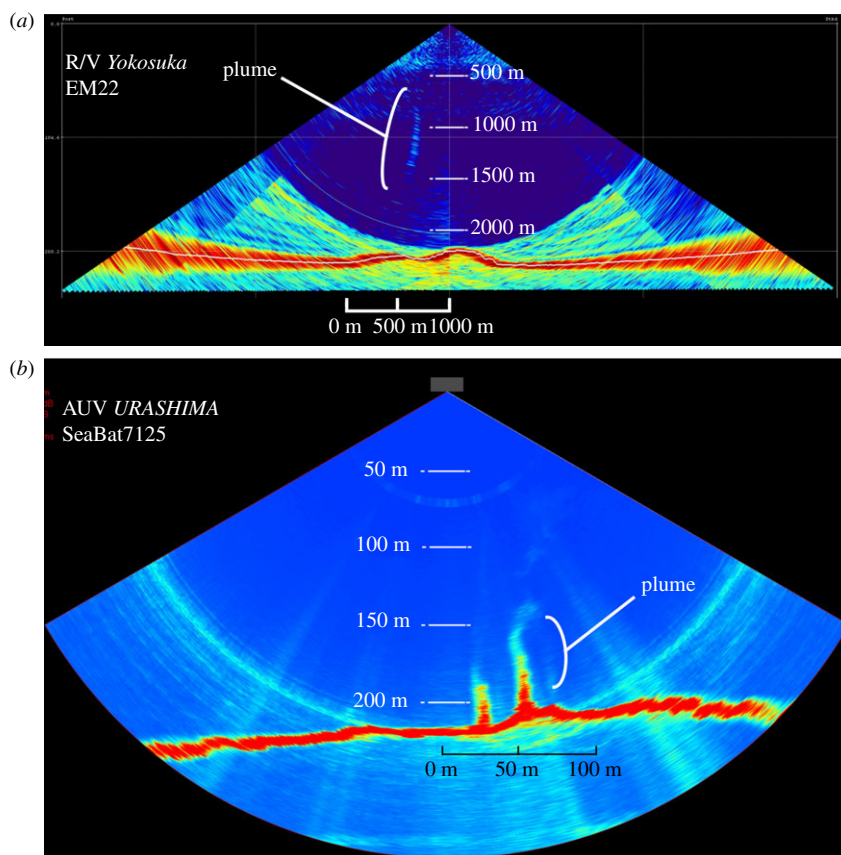 (a)
R/V Yokosuka
EM22
plume
500 m
1000 m
1500 m
2000 m
0 m 500 m 1000 m
(b)
AUV URASHIMA
SeaBat7125
50 m
100 m
150 m
plume
200 m
0 m 50 m 100 m